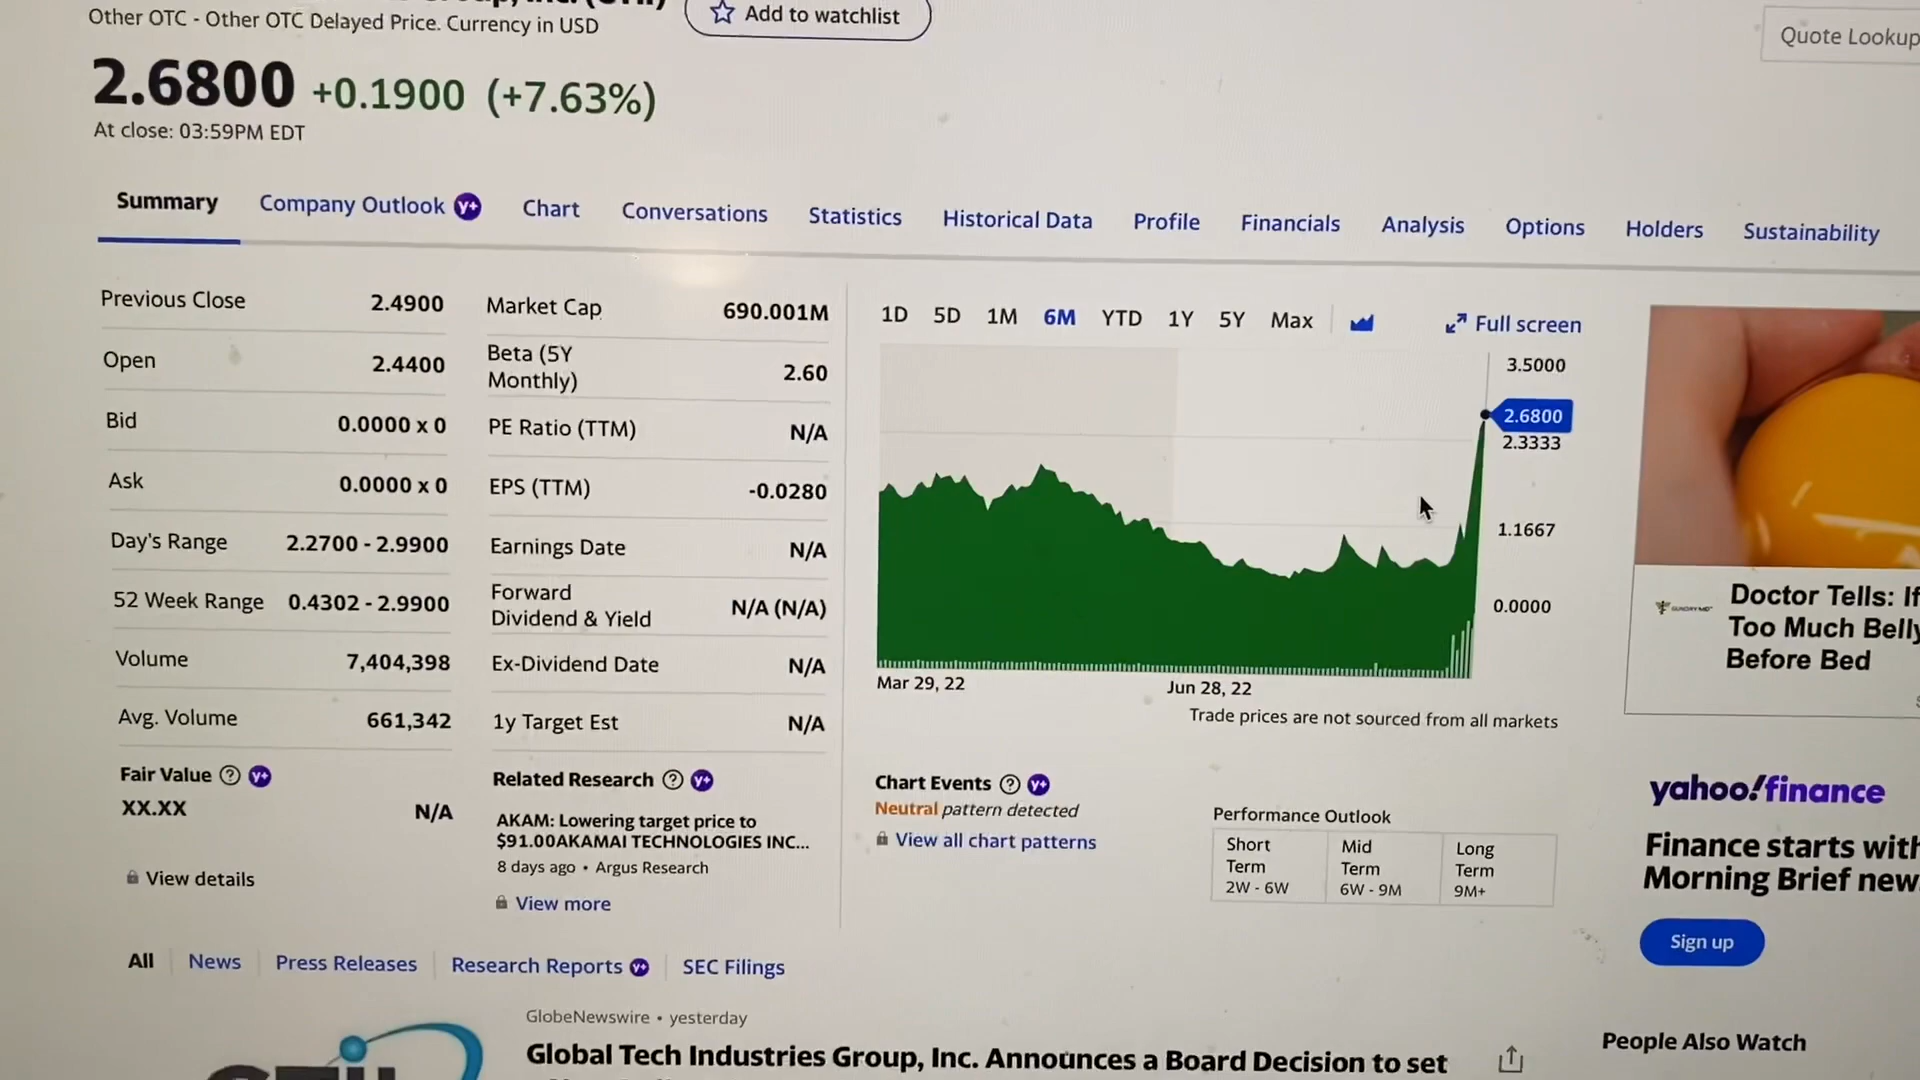 Other OTC - Other OTC Delayed Price. Currency in USD
Add to watchlist
Quote Lookup
2.6800 +0.1900 (+7.63%)
At close: 03:59PM EDT
Summary Company Outlook y+ Chart Conversations Statistics Historical Data Profile Financials Analysis Options Holders Sustainability
Previous Close 2.4900
Open 2.4400
Bid 0.0000 x 0
Ask 0.0000 x 0
Day's Range 2.2700 - 2.9900
52 Week Range 0.4302 - 2.9900
Volume 7,404,398
Avg. Volume 661,342
Market Cap 690.001M
Beta (5Y
Monthly) 2.60
PE Ratio (TTM) N/A
EPS (TTM) -0.0280
Earnings Date N/A
Forward
Dividend & Yield N/A (N/A)
Ex-Dividend Date N/A
1y Target Est N/A
1D 5D 1M 6M YTD 1Y 5Y Max Full screen
3.5000
2.6800
2.3333
1.1667
0.0000
Mar 29, 22 Jun 28, 22
Trade prices are not sourced from all markets
Fair Value ? y+
XX.XX N/A
View details
Related Research ? y+
AKAM: Lowering target price to
$91.00AKAMAI TECHNOLOGIES INC...
8 days ago • Argus Research
View more
Chart Events ? y+
Neutral pattern detected
View all chart patterns
Performance Outlook
Short
Term
2W - 6W
Mid
Term
6W - 9M
Long
Term
9M+
GUNDRY MD
Doctor Tells: If
Too Much Belly
Before Bed
yahoo!finance
Finance starts with
Morning Brief new
Sign up
All News Press Releases Research Reports y+ SEC Filings
GlobeNewswire • yesterday
Global Tech Industries Group, Inc. Announces a Board Decision to set
People Also Watch